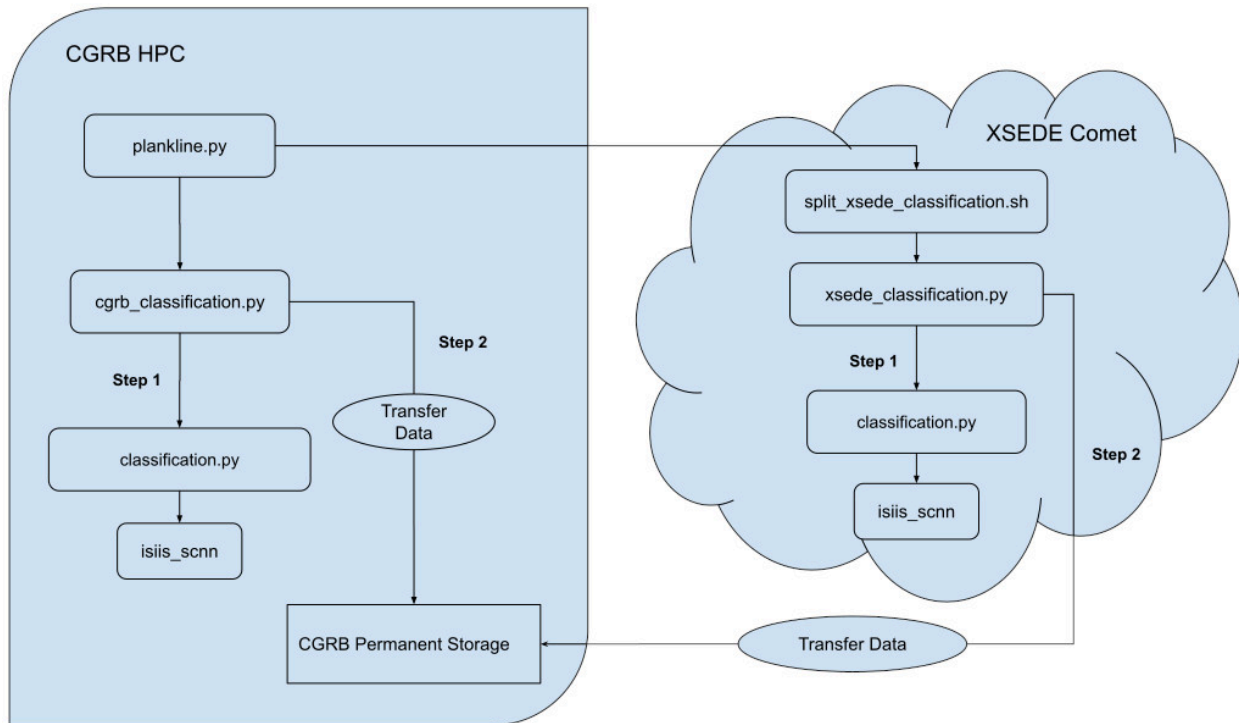 CGRB HPC
plankline.py
cgrb_classification.py
Step 1
Step 2
Transfer
Data
classification.py
isiis_scnn
CGRB Permanent Storage
XSEDE Comet
split_xsede_classification.sh
xsede_classification.py
Step 1
classification.py
Step 2
isiis_scnn
Transfer Data